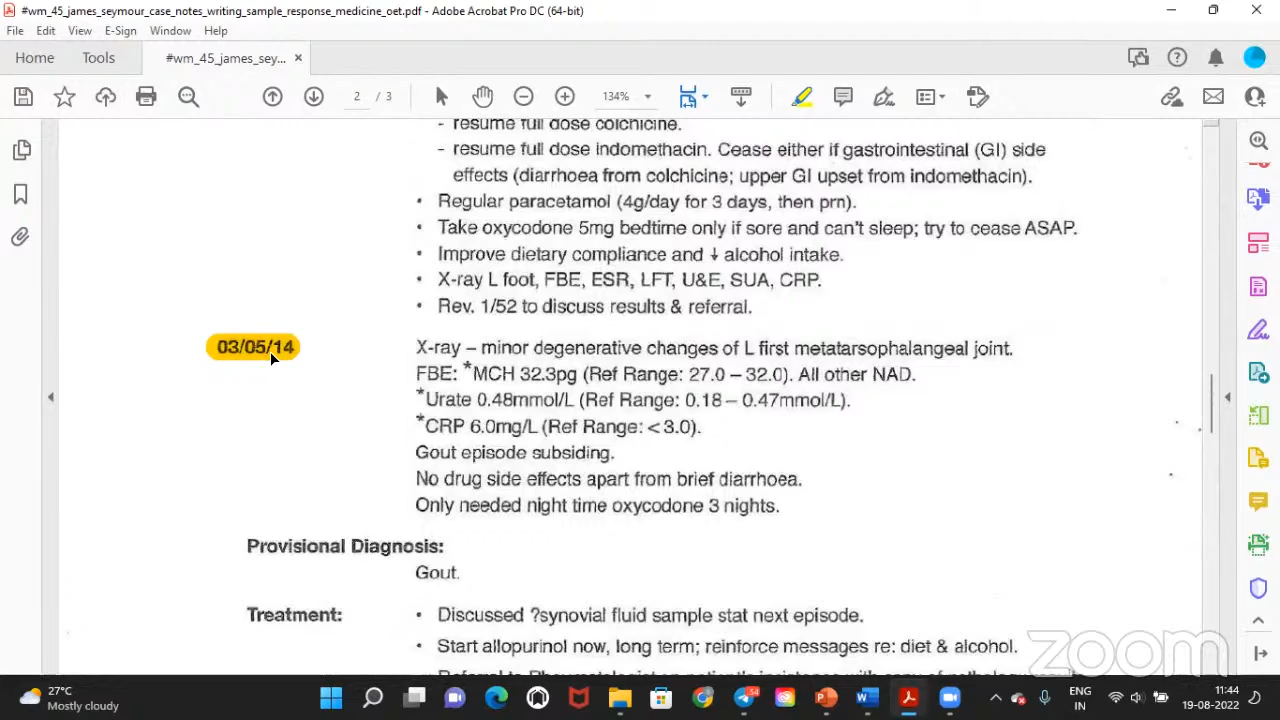 #wm_45_james_seymour_case_notes_writing_sample_response_medicine_oet.pdf - Adobe Acrobat Pro DC (64-bit)
File Edit View E-Sign Window Help
Home Tools #wm_45_james_sey... ×
2 / 3 134%
- resume full dose colchicine.
- resume full dose indomethacin. Cease either if gastrointestinal (GI) side
effects (diarrhoea from colchicine; upper GI upset from indomethacin).
• Regular paracetamol (4g/day for 3 days, then prn).
• Take oxycodone 5mg bedtime only if sore and can't sleep; try to cease ASAP.
• Improve dietary compliance and ↓ alcohol intake.
• X-ray L foot, FBE, ESR, LFT, U&E, SUA, CRP.
• Rev. 1/52 to discuss results & referral.
03/05/14 X-ray – minor degenerative changes of L first metatarsophalangeal joint.
FBE: *MCH 32.3pg (Ref Range: 27.0 – 32.0). All other NAD.
*Urate 0.48mmol/L (Ref Range: 0.18 – 0.47mmol/L).
*CRP 6.0mg/L (Ref Range: < 3.0).
Gout episode subsiding.
No drug side effects apart from brief diarrhoea.
Only needed night time oxycodone 3 nights.
Provisional Diagnosis:
Gout.
Treatment: • Discussed ?synovial fluid sample stat next episode.
• Start allopurinol now, long term; reinforce messages re: diet & alcohol.
zoom
27°C
Mostly cloudy
54
ENG
IN
11:44
19-08-2022